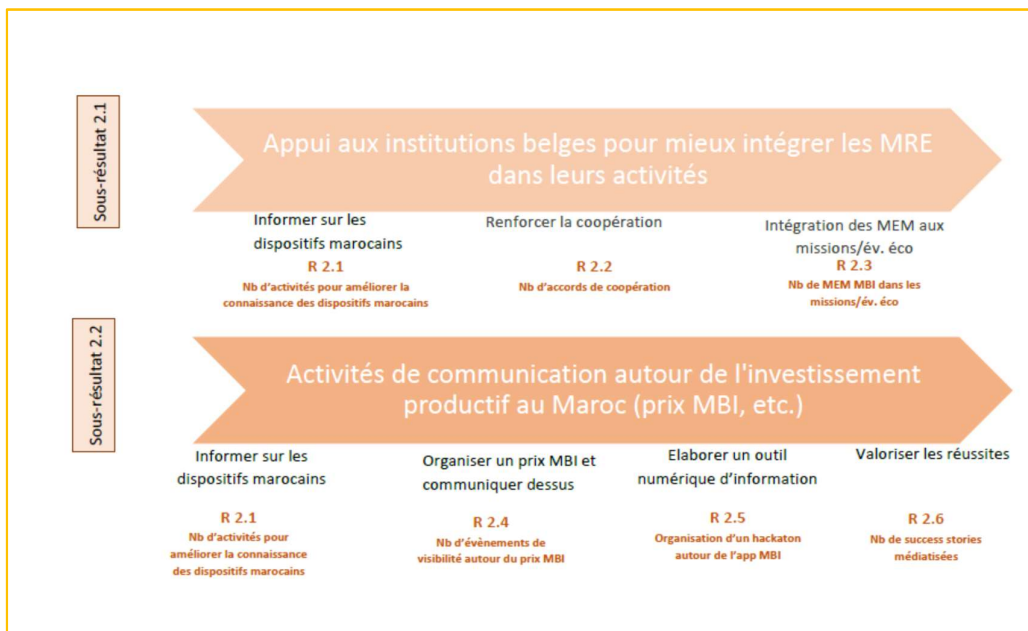 Sous-résultat 2.1
Appui aux institutions belges pour mieux intégrer les MRE
dans leurs activités
Informer sur les
dispositifs marocains
R 2.1
Nb d'activités pour améliorer la
connaissance des dispositifs marocains
Renforcer la coopération
R 2.2
Nb d'accords de coopération
Intégration des MEM aux
missions/év. éco
R 2.3
Nb de MEM MBI dans les
missions/év. éco
Sous-résultat 2.2
Activités de communication autour de l'investissement
productif au Maroc (prix MBI, etc.)
Informer sur les
dispositifs marocains
R 2.1
Nb d'activités pour
améliorer la connaissance
des dispositifs marocains
Organiser un prix MBI et
communiquer dessus
R 2.4
Nb d'évènements de
visibilité autour du prix MBI
Elaborer un outil
numérique d'information
R 2.5
Organisation d'un hackaton
autour de l'app MBI
Valoriser les réussites
R 2.6
Nb de success stories
médiatisées